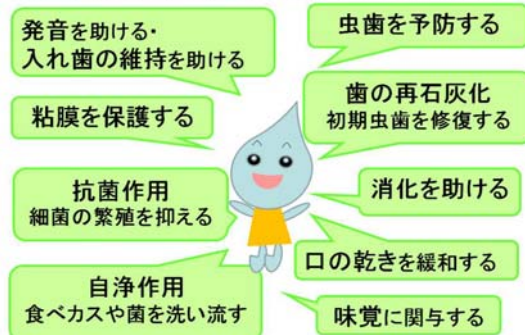 発音を助ける・
入れ歯の維持を助ける
粘膜を保護する
抗菌作用
細菌の繁殖を抑える
自浄作用
食べカスや菌を洗い流す
虫歯を予防する
歯の再石灰化
初期虫歯を修復する
消化を助ける
口の乾きを緩和する
味覚に関与する